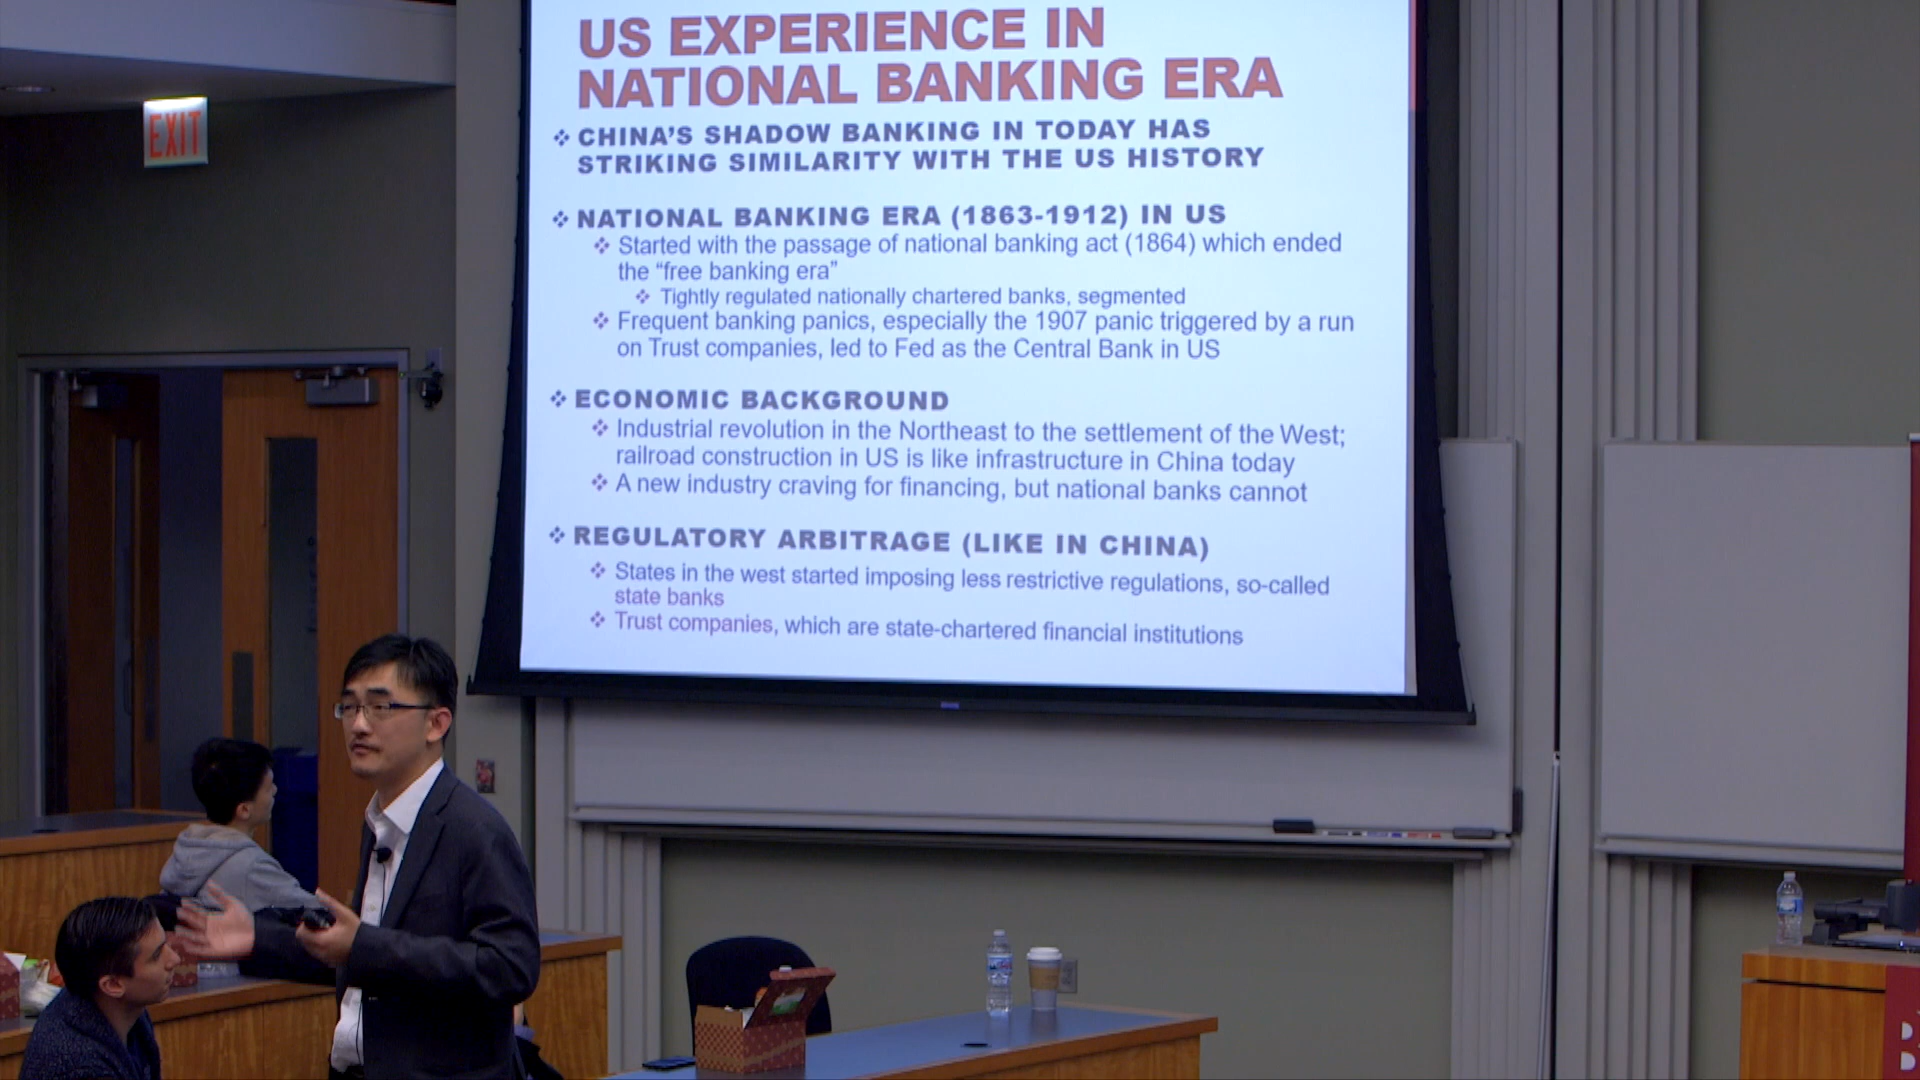 US EXPERIENCE IN
NATIONAL BANKING ERA
CHINA'S SHADOW BANKING IN TODAY HAS
STRIKING SIMILARITY WITH THE US HISTORY
NATIONAL BANKING ERA (1863-1912) IN US
Started with the passage of national banking act (1864) which ended
the "free banking era"
Tightly regulated nationally chartered banks, segmented
Frequent banking panics, especially the 1907 panic triggered by a run
on Trust companies, led to Fed as the Central Bank in US
ECONOMIC BACKGROUND
Industrial revolution in the Northeast to the settlement of the West;
railroad construction in US is like infrastructure in China today
A new industry craving for financing, but national banks cannot
REGULATORY ARBITRAGE (LIKE IN CHINA)
States in the west started imposing less restrictive regulations, so-called
state banks
Trust companies, which are state-chartered financial institutions
EXIT